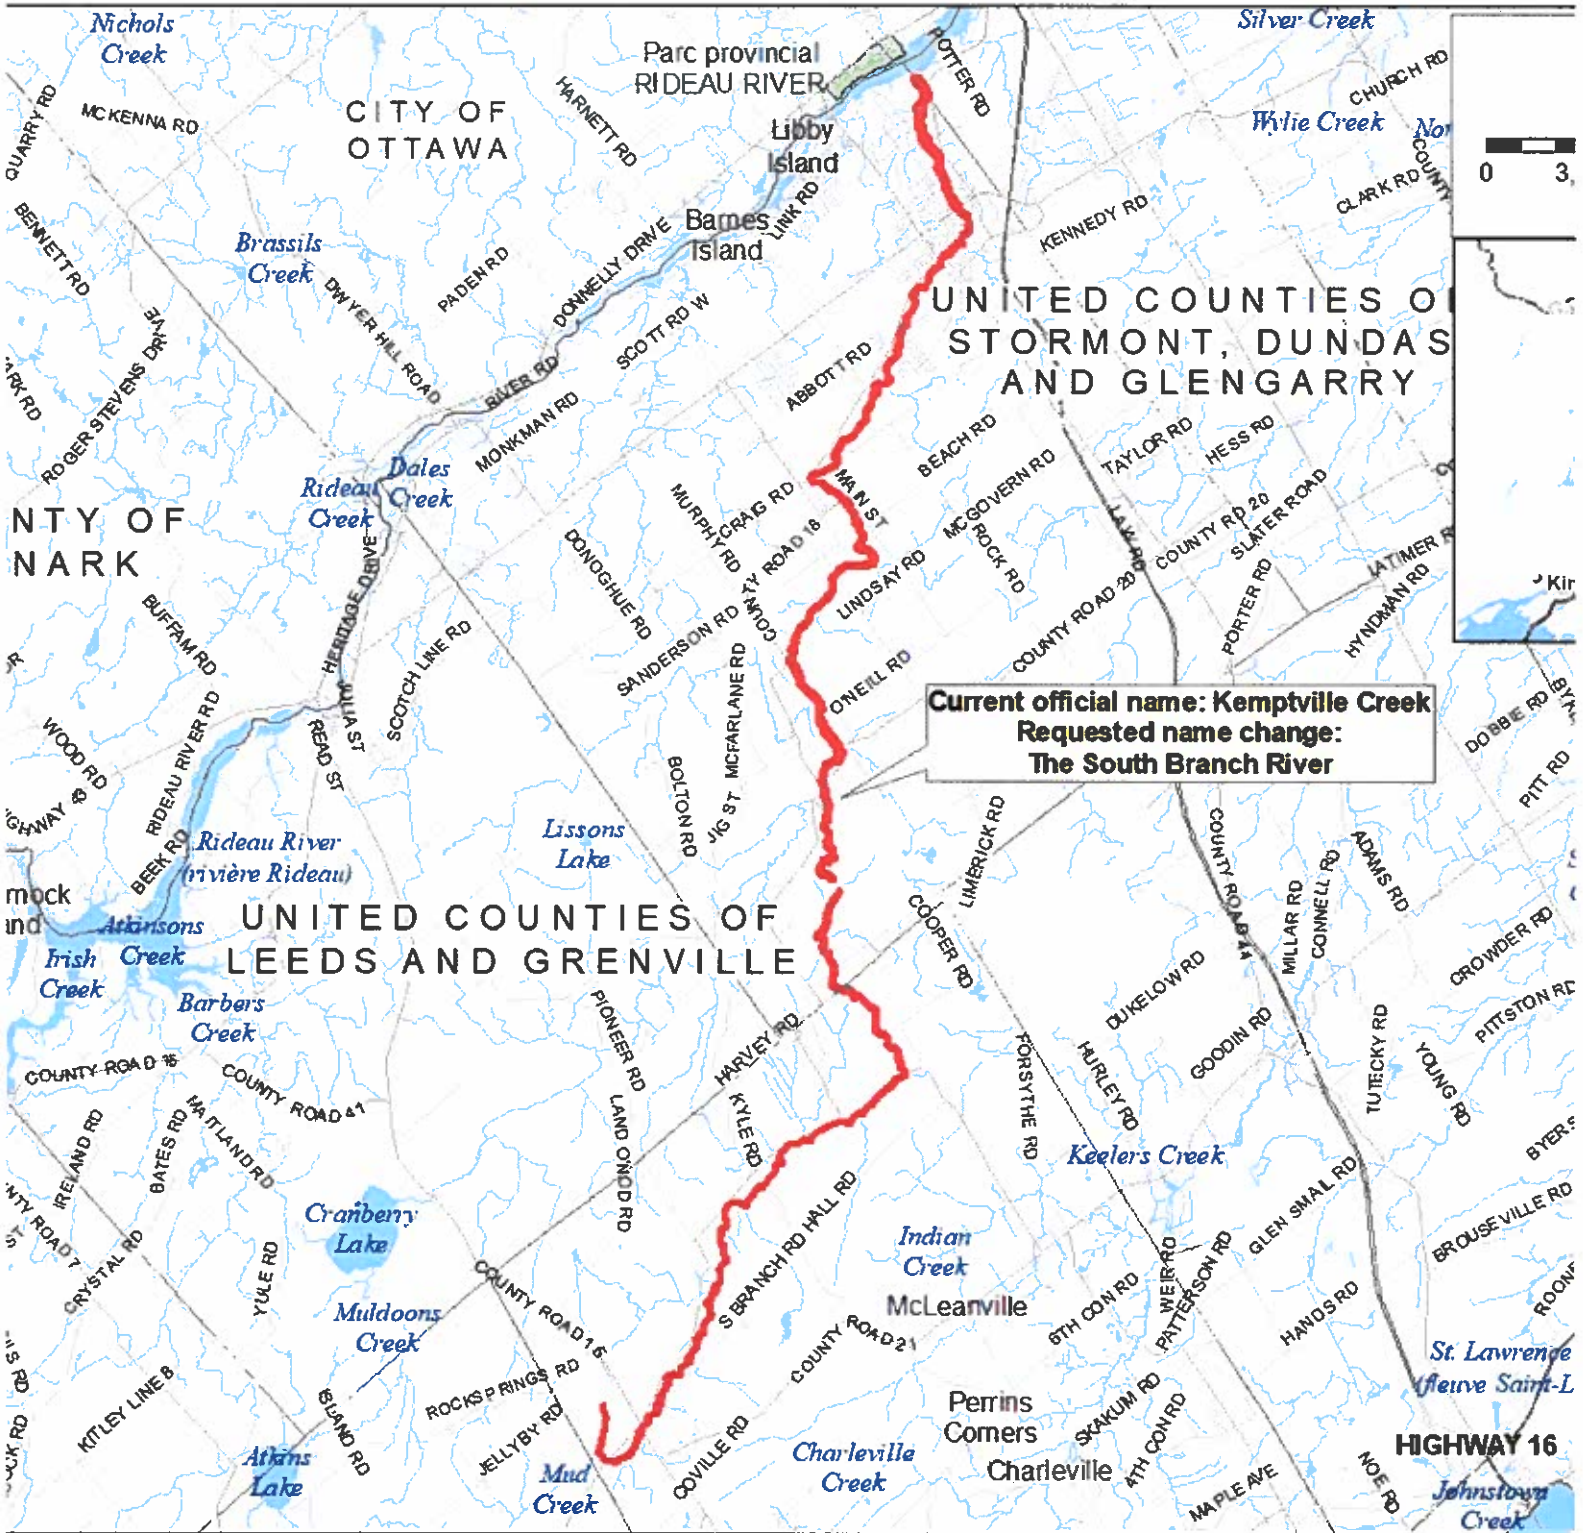 Nichols
Creek
Silver Creek
Parc provincial
RIDEAU RIVER
POTTER RD
CHURCH RD
QUARRY RD
MCKENNA RD
CITY OF
OTTAWA
HARNETT RD
Libby
Island
Wylie Creek
COUNTY
CLARK RD
0
3,
BENNETT RD
Brassils
Creek
Barnes
Island
LINK RD
KENNEDY RD
PADEN RD
DONNELLY DRIVE
DWYER HILL ROAD
SCOTT RD W
UNITED COUNTIES
STORMONT, DUNDAS
AND GLENGARRY
ROGER STEVENS DRIVE
RIVER RD
ABBOTT RD
MONKMAN RD
BEACH RD
TAYLOR RD
HESS RD
Dales
Creek
Rideau
Creek
MURPHY RD
CRAIG RD
MAIN ST
MCGOVERN RD
ROCK RD
LAW RD
COUNTY RD 20
SLATER ROAD
NTY OF
NARK
DONOGHUE RD
COUNTY ROAD 18
LINDSAY RD
COUNTY ROAD 20
PORTER RD
LATIMER R
HYNDMAN RD
Kin
BUFFAM RD
HERITAGE DRIVE
SCOTCH LINE RD
SANDERSON RD
MCFARLANE RD
O'NEILL RD
Current official name: Kemptville Creek
Requested name change:
The South Branch River
WOOD RD
RIDEAU RIVER RD
READ ST
DOBBIE RD
PITT RD
BOLTON RD
JIG ST
BEEK RD
Rideau River
(rivière Rideau)
Lissons
Lake
LIMERICK RD
COUNTY ROAD 44
MILLAR RD
CONNELL RD
ADAMS RD
mock
and
Atkinsons
Creek
Irish
Creek
UNITED COUNTIES OF
LEEDS AND GRENVILLE
COOPER RD
CROWDER RD
Barbers
Creek
PIONEER RD
HARVEY RD
DUKELOW RD
GOODIN RD
PITTSTON RD
COUNTY ROAD 16
COUNTY ROAD 41
LAND O'NOD RD
KYLE RD
FORSYTHE RD
HURLEY RD
TUTECKY RD
YOUNG RD
IRELAND RD
BATES RD
MAITLAND RD
Keelers Creek
BYERS
NTY ROAD 7
CRYSTAL RD
Cranberry
Lake
S BRANCH RD
HALL RD
Indian
Creek
GLEN SMAIL RD
BROUSEVILLE RD
YULE RD
COUNTY ROAD 16
McLeanville
6TH CON RD
WEIR RD
PATTERSON RD
HANDS RD
Muldoons
Creek
COUNTY ROAD 21
ROCKSPRINGS RD
St. Lawrence
(fleuve Saint-L
KITLEY LINE 8
ISLAND RD
JELLYBY RD
Perrins
Corners
SKAKUM RD
4TH CON RD
HIGHWAY 16
Atkins
Lake
Mud
Creek
COVILLE RD
Charleville
Creek
Charleville
MAPLE AVE
NOE RD
Johnstown
Creek